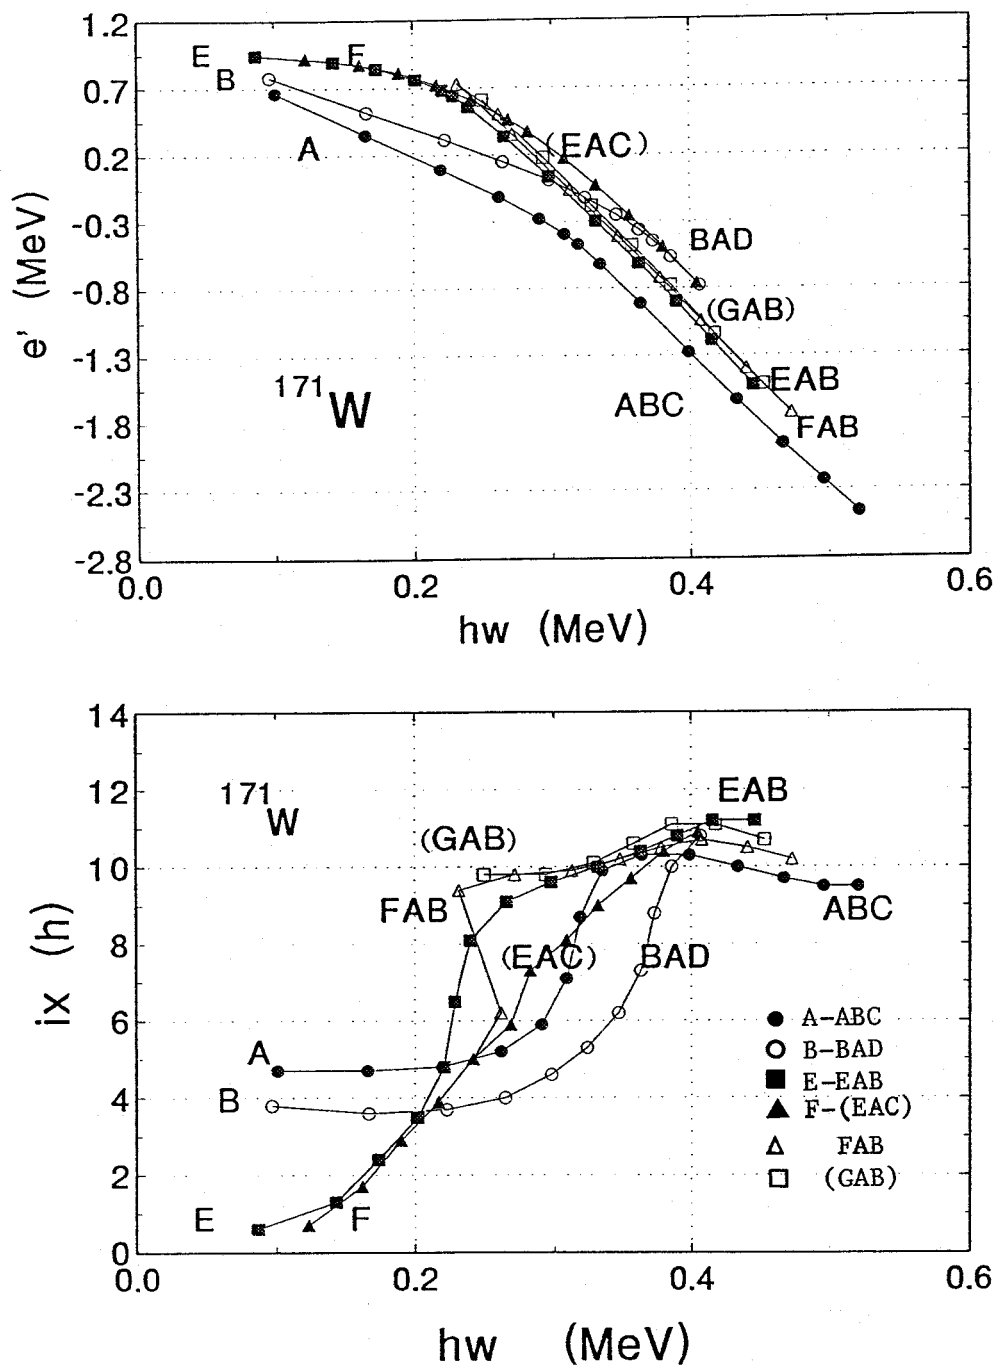 1.2
0.7
0.2
-0.3
-0.8
-1.3
-1.8
-2.3
-2.8
e' (MeV)
E
F
B
A
(EAC)
BAD
(GAB)
EAB
ABC
FAB
171W
0.0 0.2 0.4 0.6
hw (MeV)
14
12
10
8
6
4
2
0
ix (h)
171W
EAB
(GAB)
FAB
ABC
(EAC) BAD
A
B
E
F
A-ABC
B-BAD
E-EAB
F-(EAC)
FAB
(GAB)
0.0 0.2 0.4 0.6
hw (MeV)